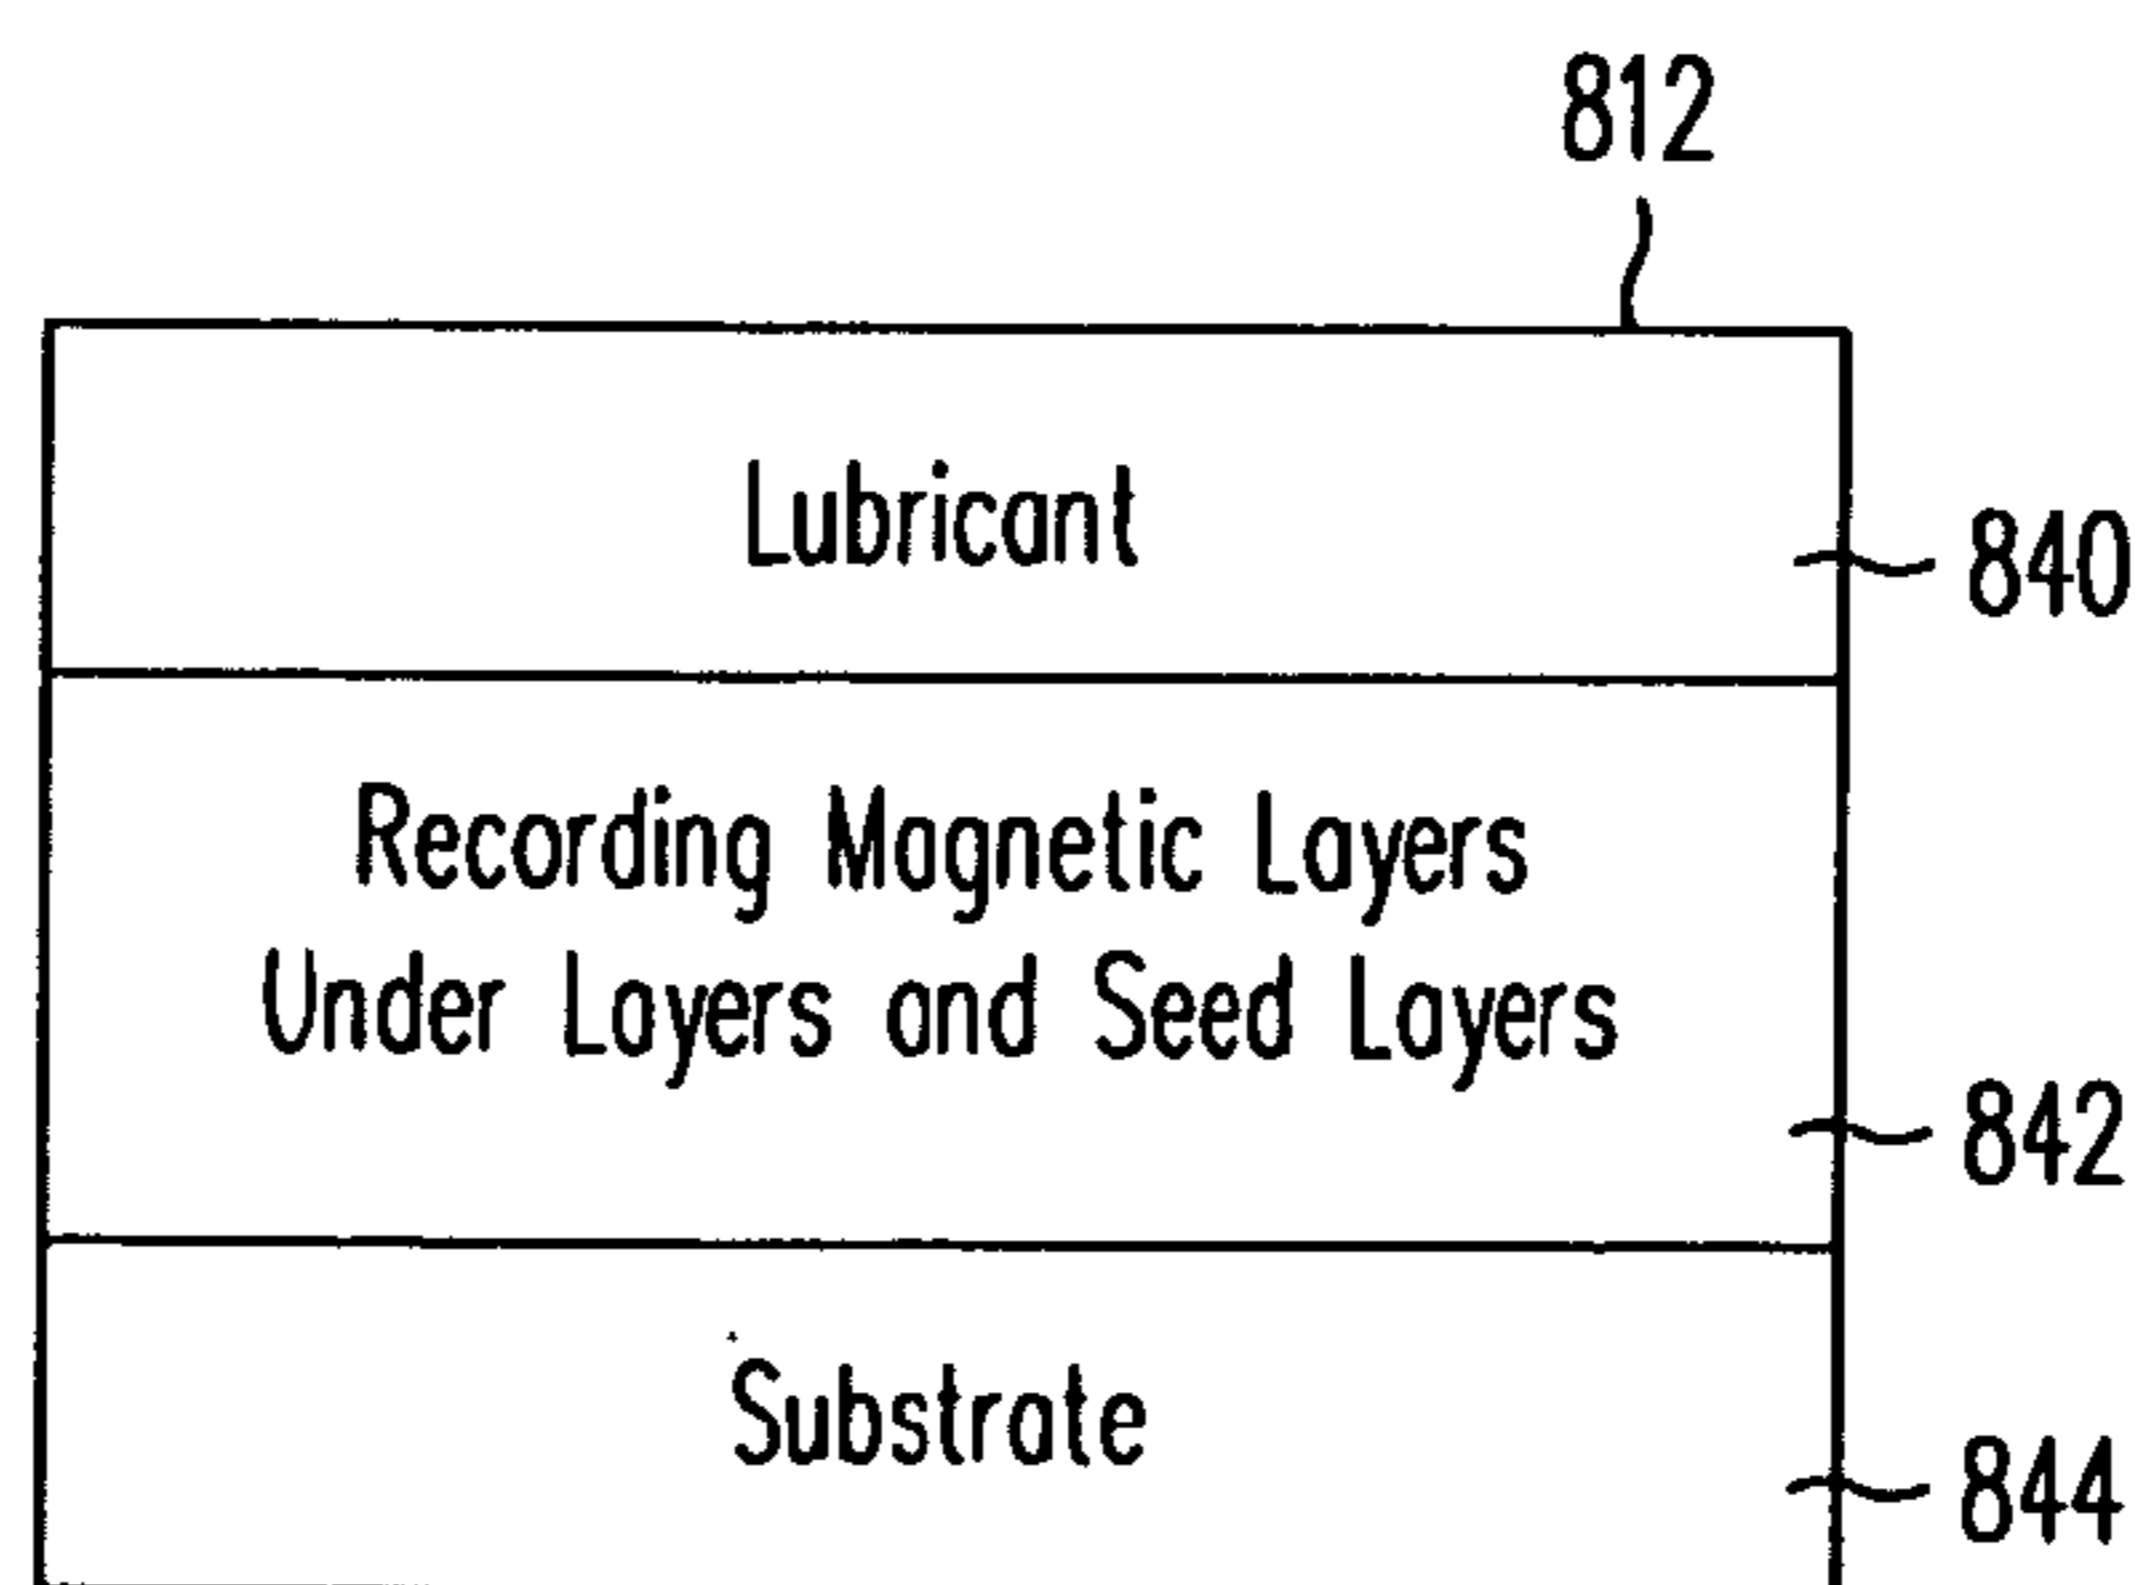 812
Lubricant
840
Recording Magnetic Layers
Under Layers and Seed Layers
842
Substrate
844